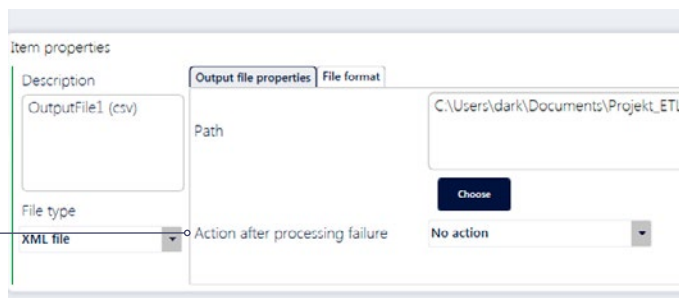 Item properties
Description
OutputFile1 (csv)
File type
XML file
Output file properties File format
Path
C:\Users\dark\Documents\Projekt_ETL
Choose
Action after processing failure
No action